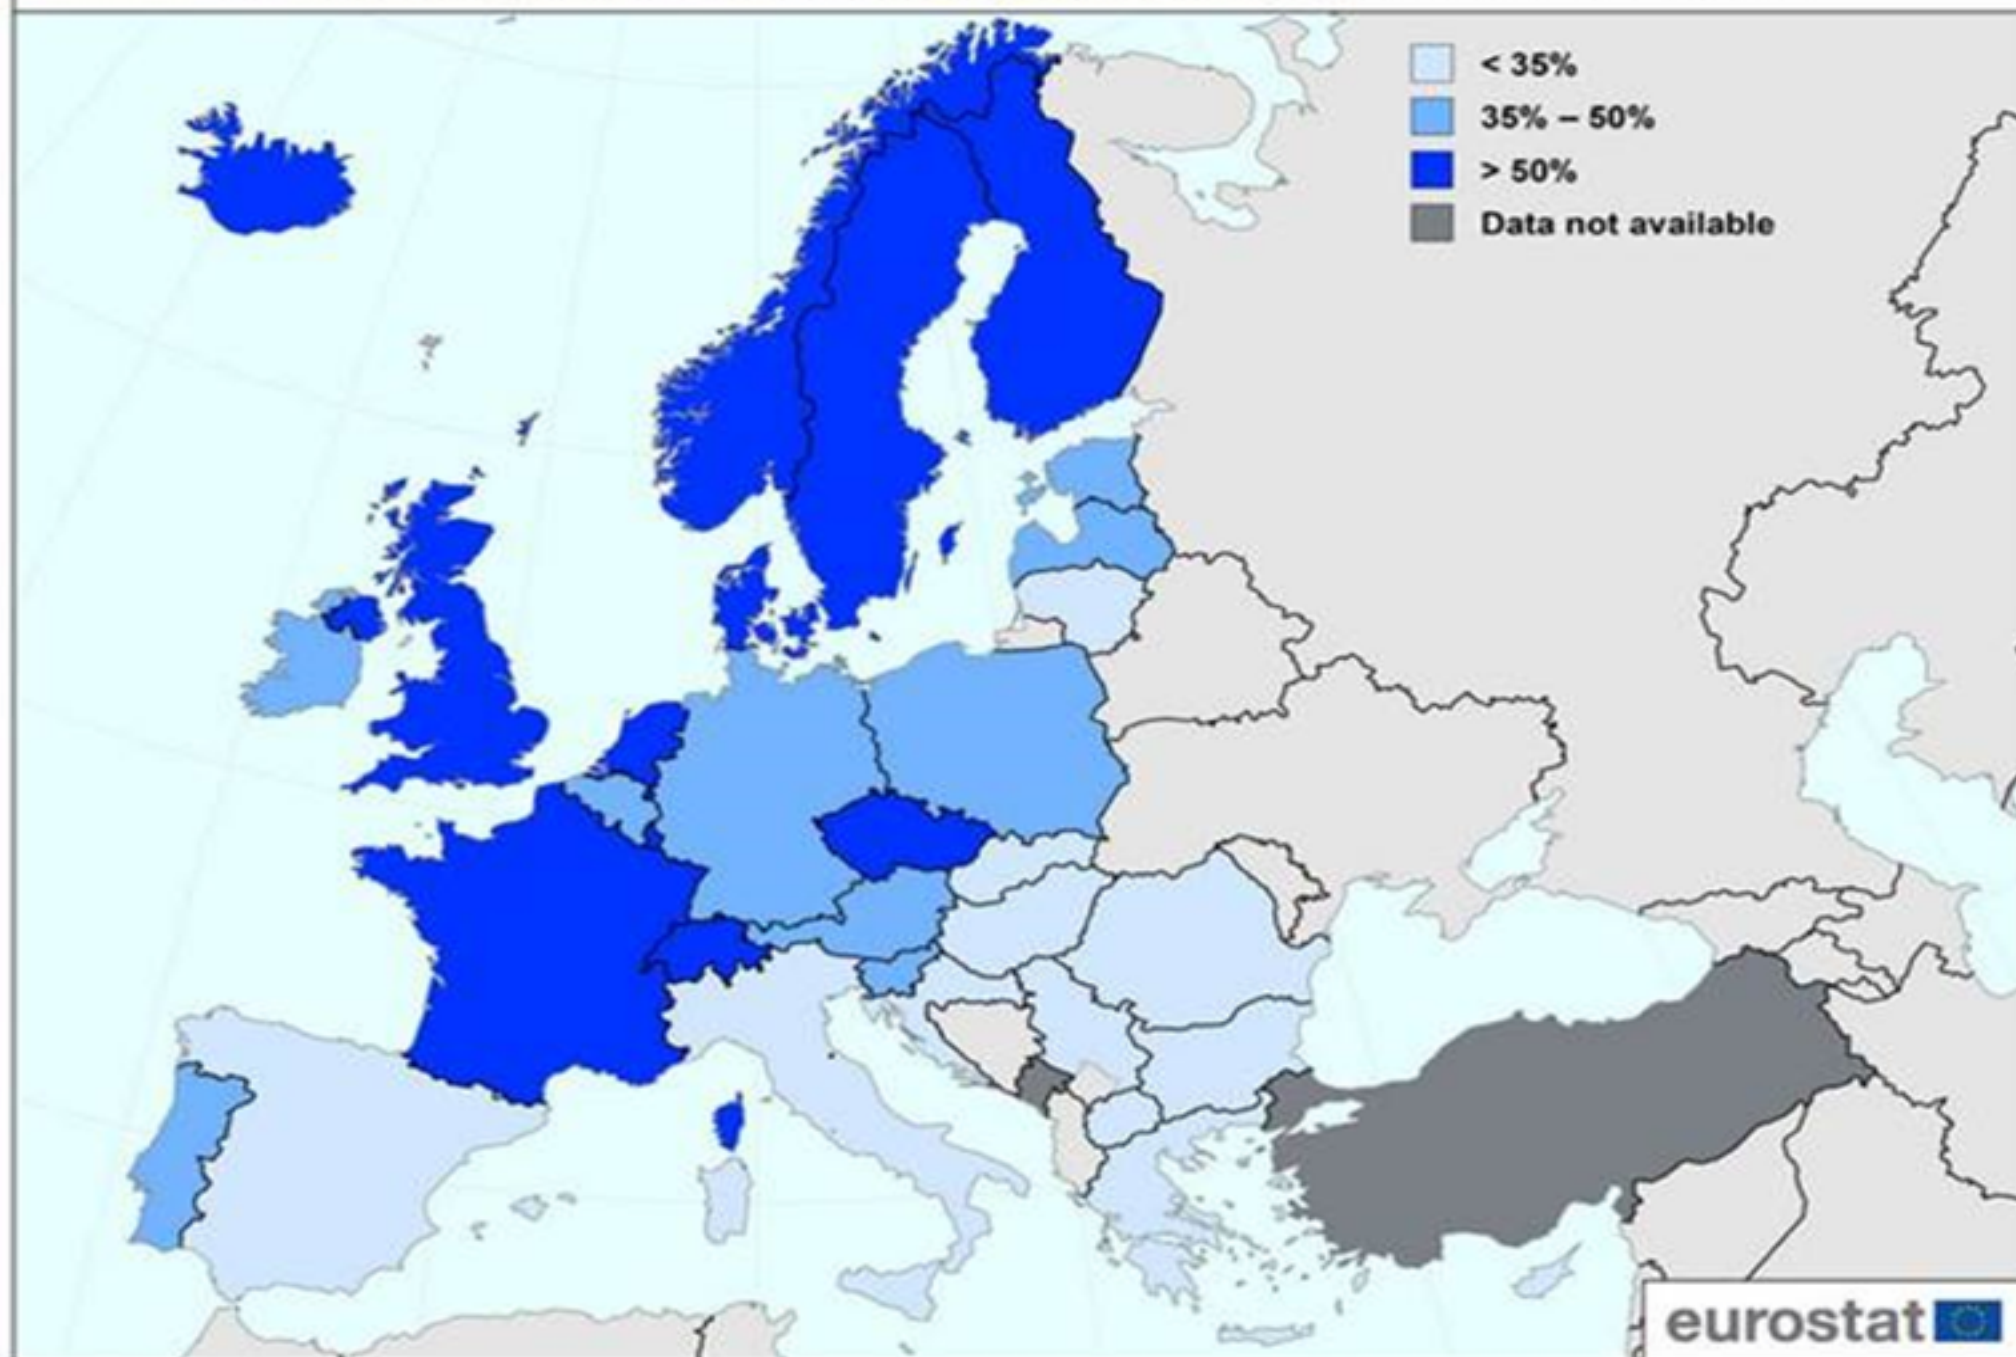 < 35%
35% – 50%
> 50%
Data not available
eurostat